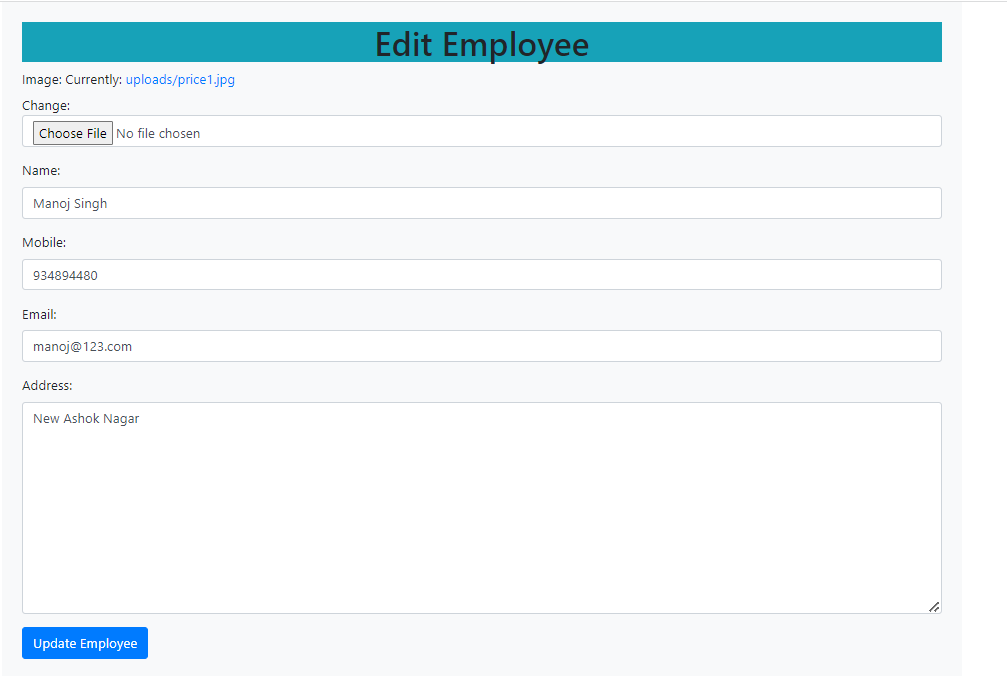 Edit Employee
Image: Currently: uploads/price1.jpg
Change:
Choose File No file chosen
Name:
Manoj Singh
Mobile:
934894480
Email:
manoj@123.com
Address:
New Ashok Nagar
Update Employee